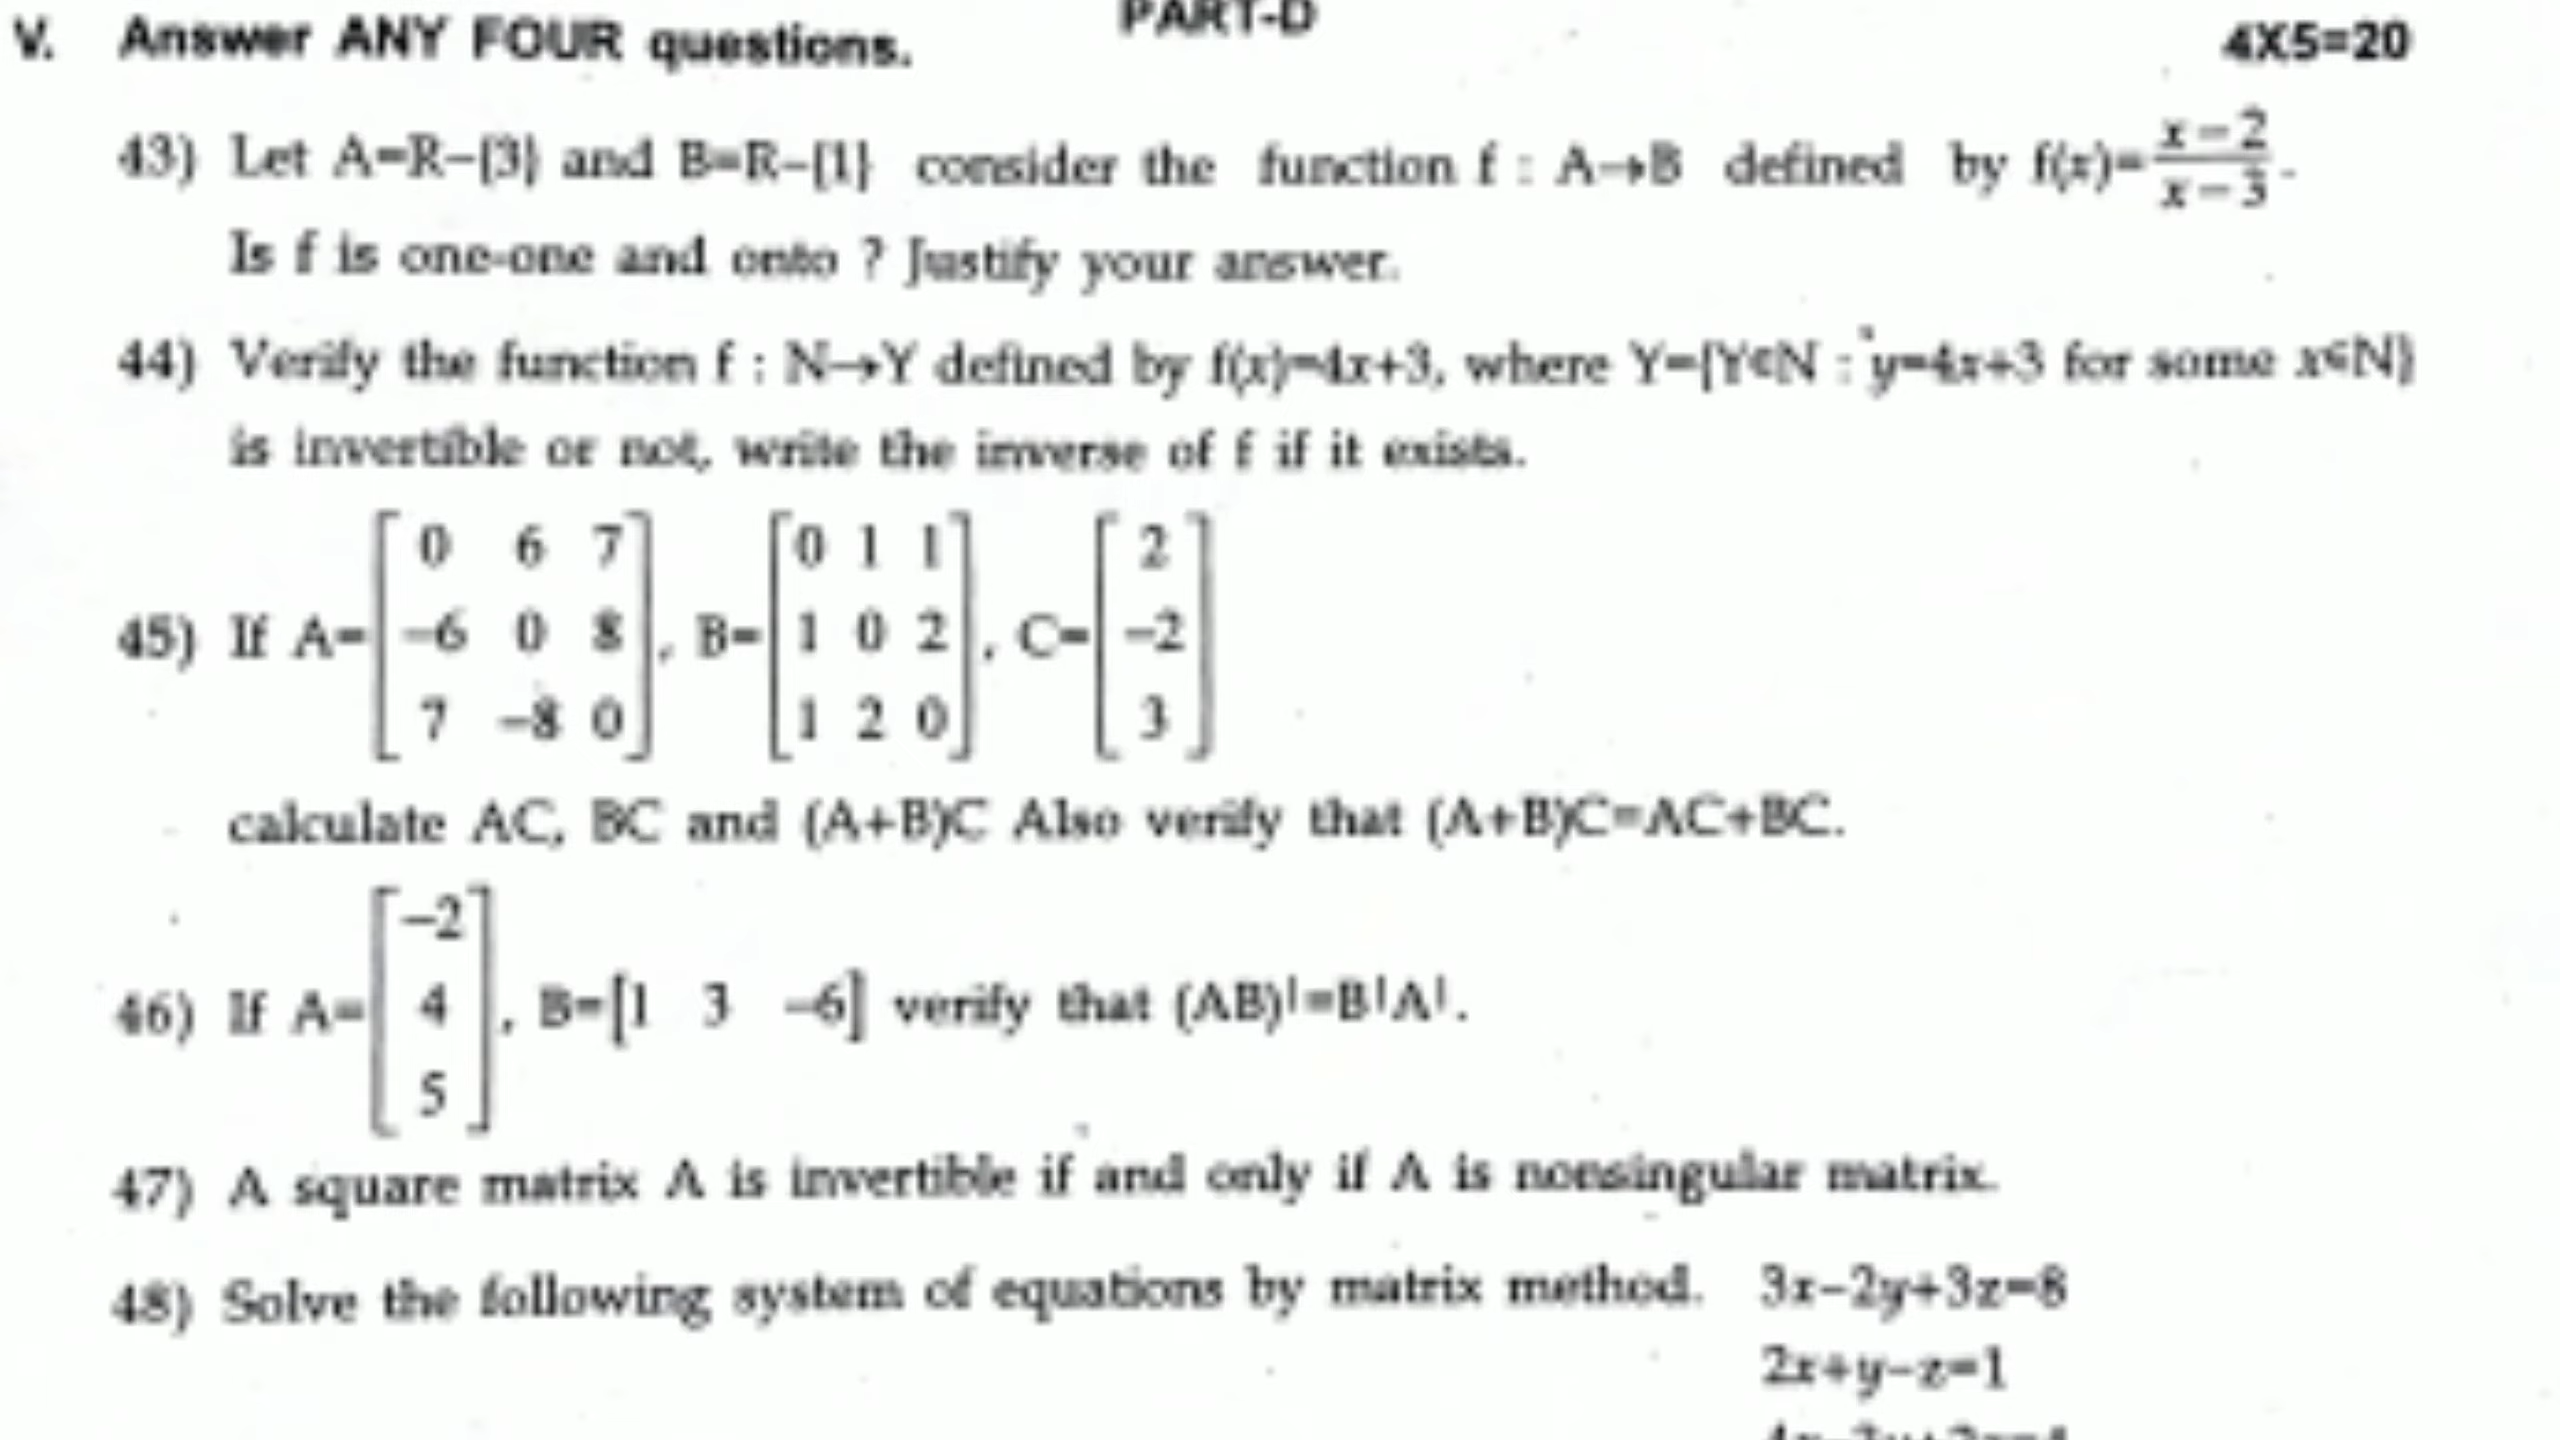 PART-D
V. Answer ANY FOUR questions. 4X5=20
43) Let A=R-{3} and B=R-{1} consider the function f : A→B defined by f(x)=(x-2)/(x-3).
Is f is one-one and onto ? Justify your answer.
44) Verify the function f : N→Y defined by f(x)=4x+3, where Y={Y∈N : y=4x+3 for some x∈N}
is invertible or not, write the inverse of f if it exists.
45) If A=[0 6 7; -6 0 8; 7 -8 0], B=[0 1 1; 1 0 2; 1 2 0], C=[2; -2; 3]
calculate AC, BC and (A+B)C Also verify that (A+B)C=AC+BC.
46) If A=[-2; 4; 5], B=[1 3 -6] verify that (AB)|=B|A|.
47) A square matrix A is invertible if and only if A is nonsingular matrix.
48) Solve the following system of equations by matrix method. 3x-2y+3z=8
2x+y-z=1